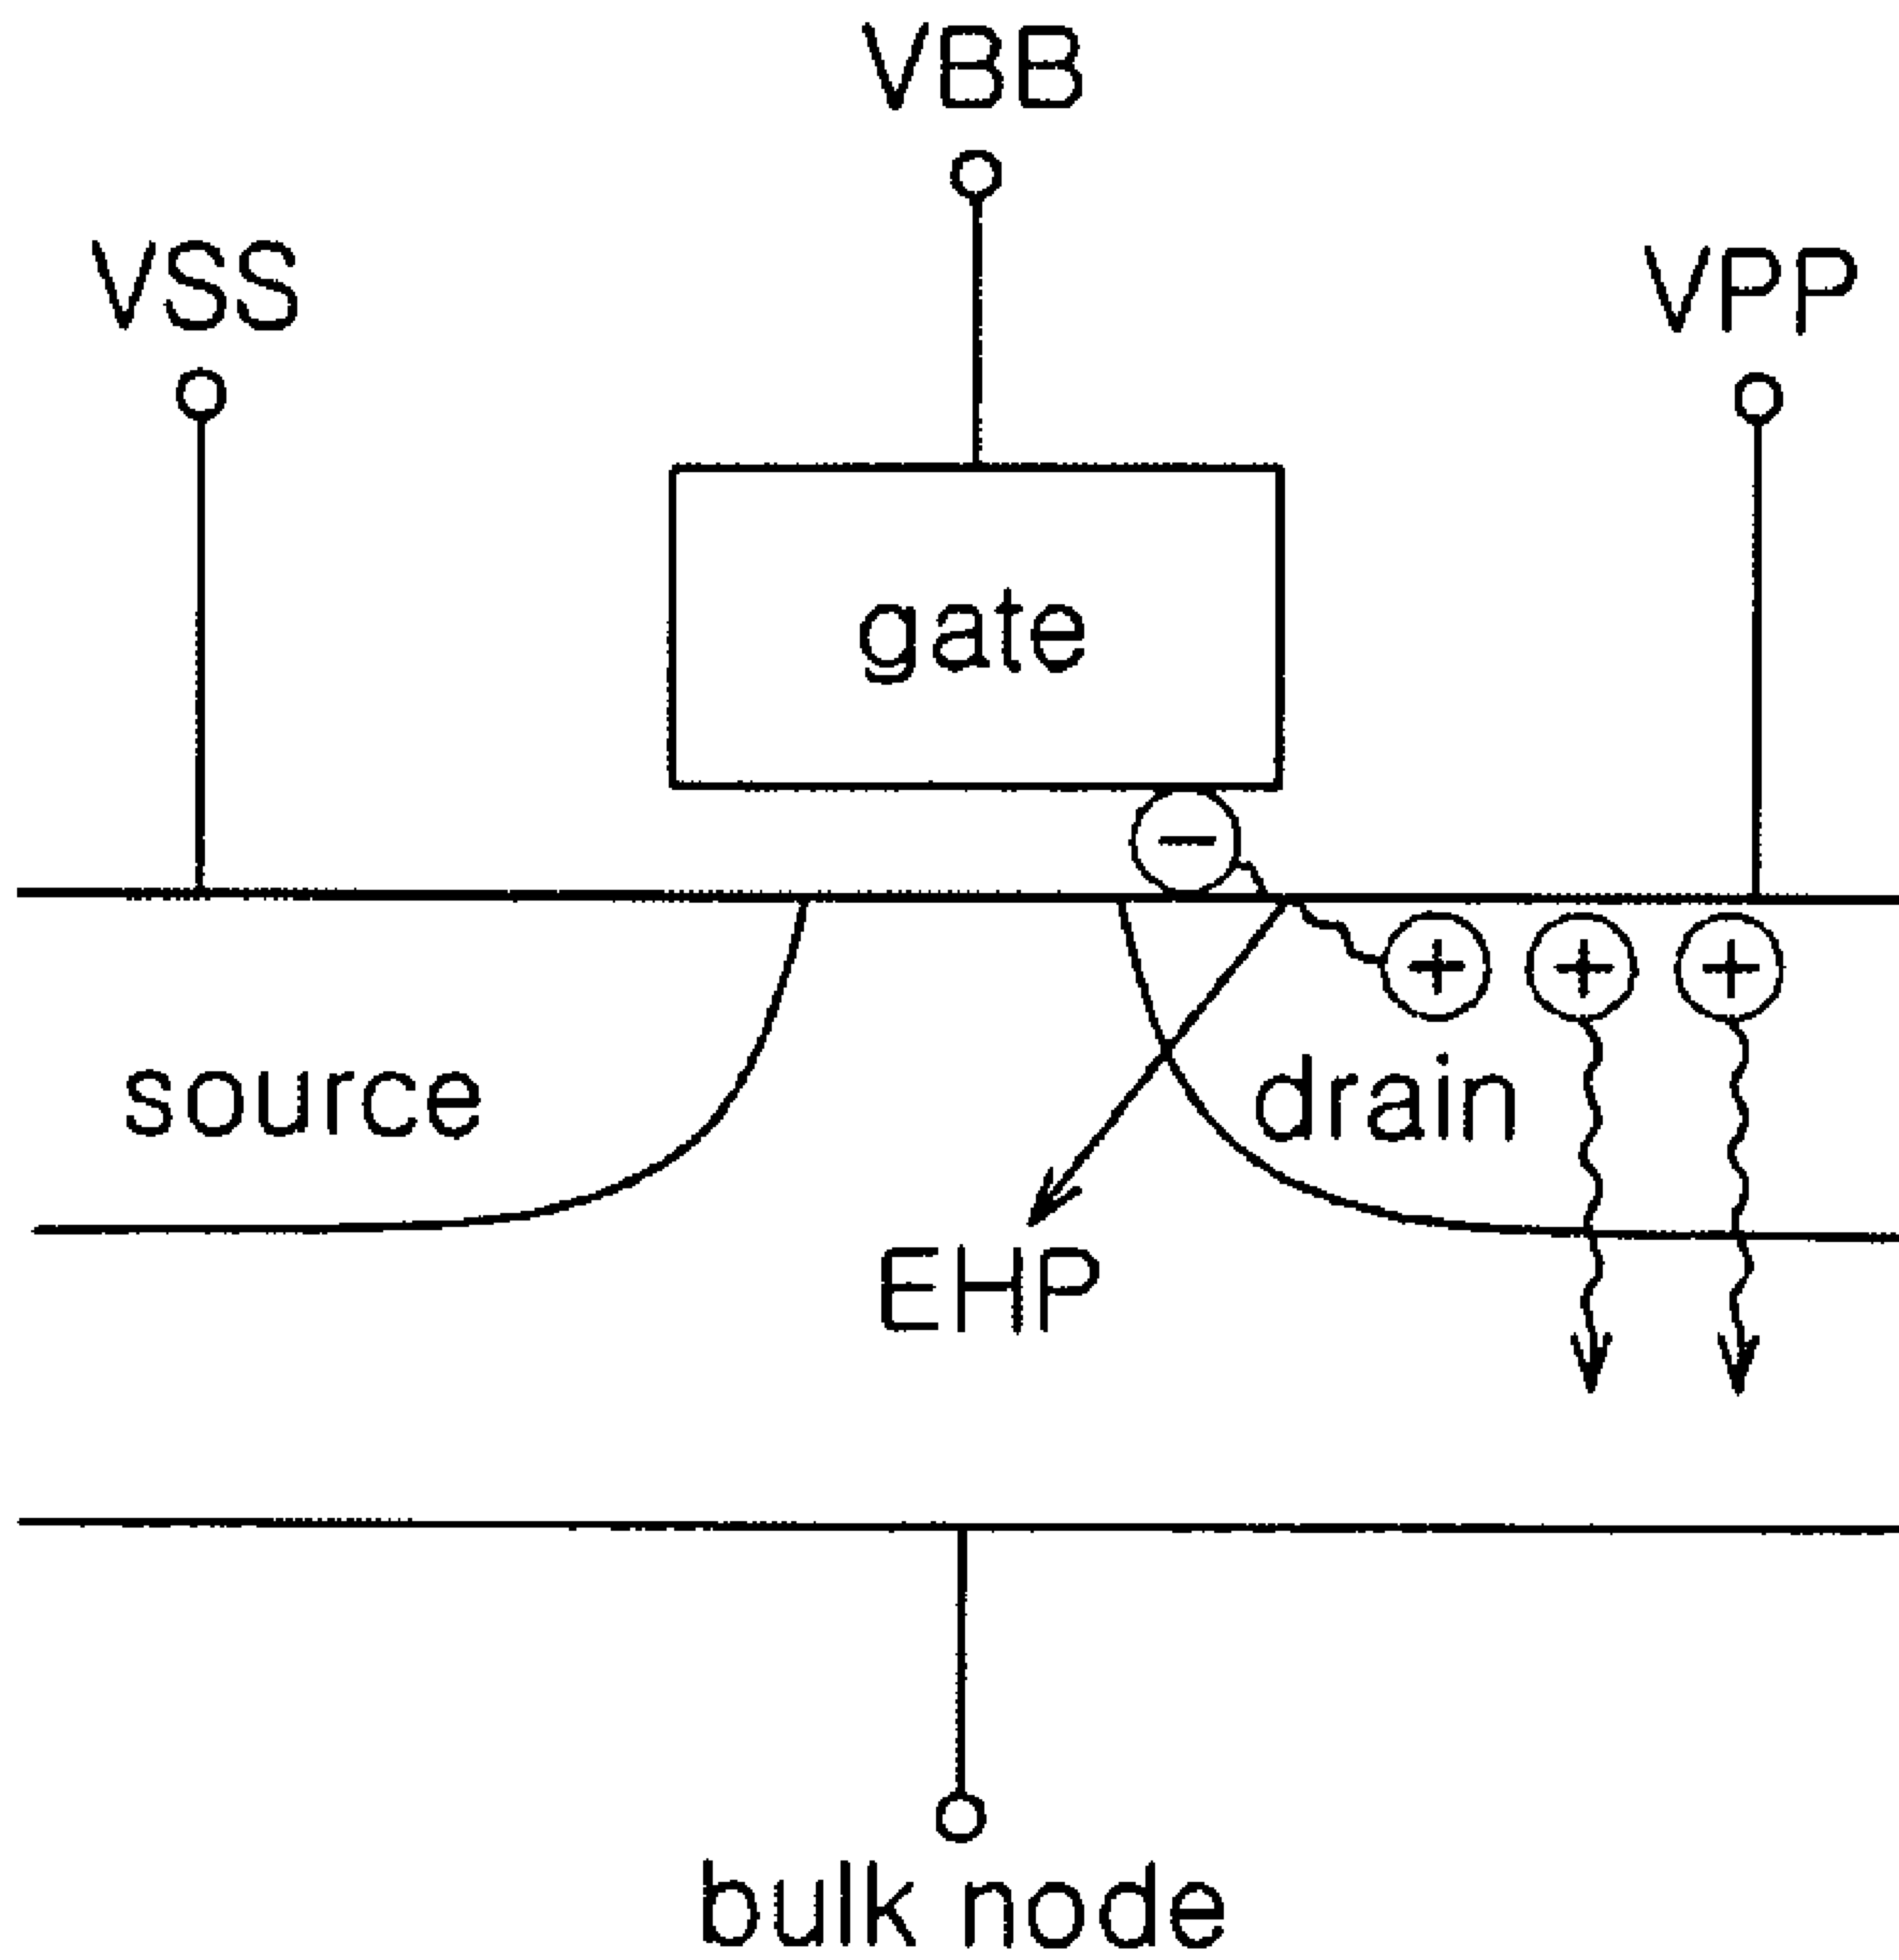 VBB
VSS
VPP
gate
−
+ + +
source
drain
EHP
bulk node